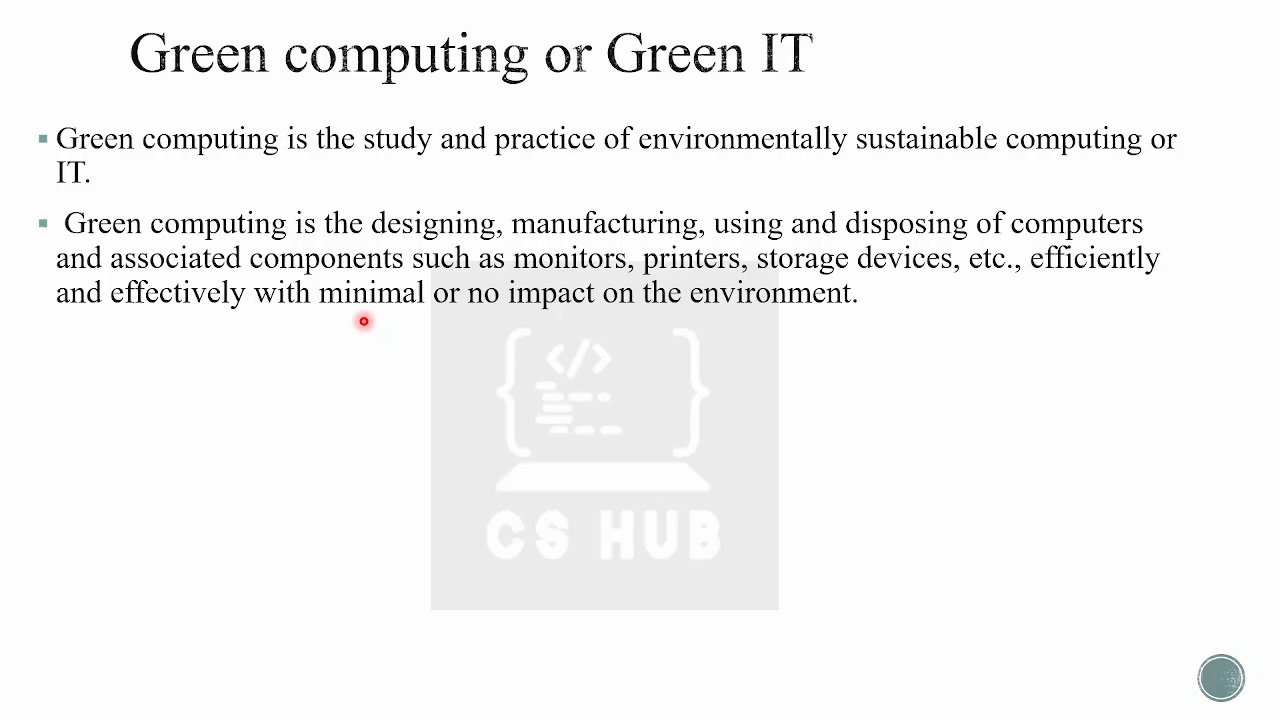 Green computing or Green IT
Green computing is the study and practice of environmentally sustainable computing or
IT.
Green computing is the designing, manufacturing, using and disposing of computers
and associated components such as monitors, printers, storage devices, etc., efficiently
and effectively with minimal or no impact on the environment.
</>
CS HUB